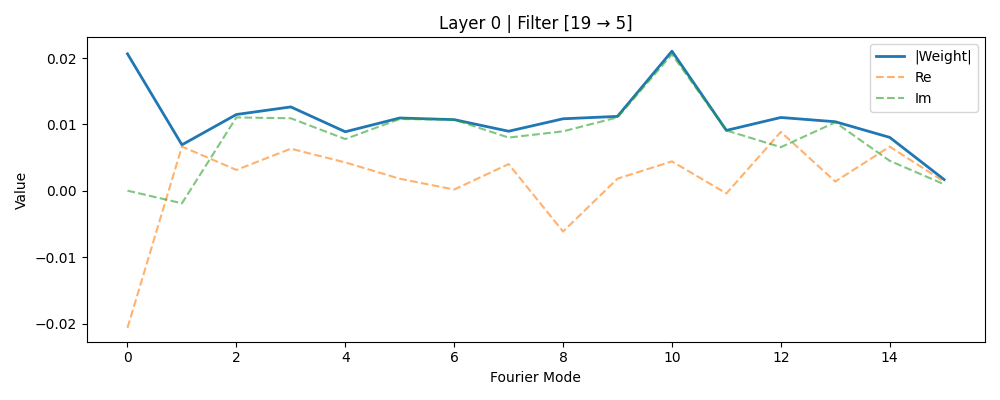 Layer 0 | Filter [19 → 5]
|Weight|
Re
Im
Value
0.02
0.01
0.00
−0.01
−0.02
0 2 4 6 8 10 12 14
Fourier Mode